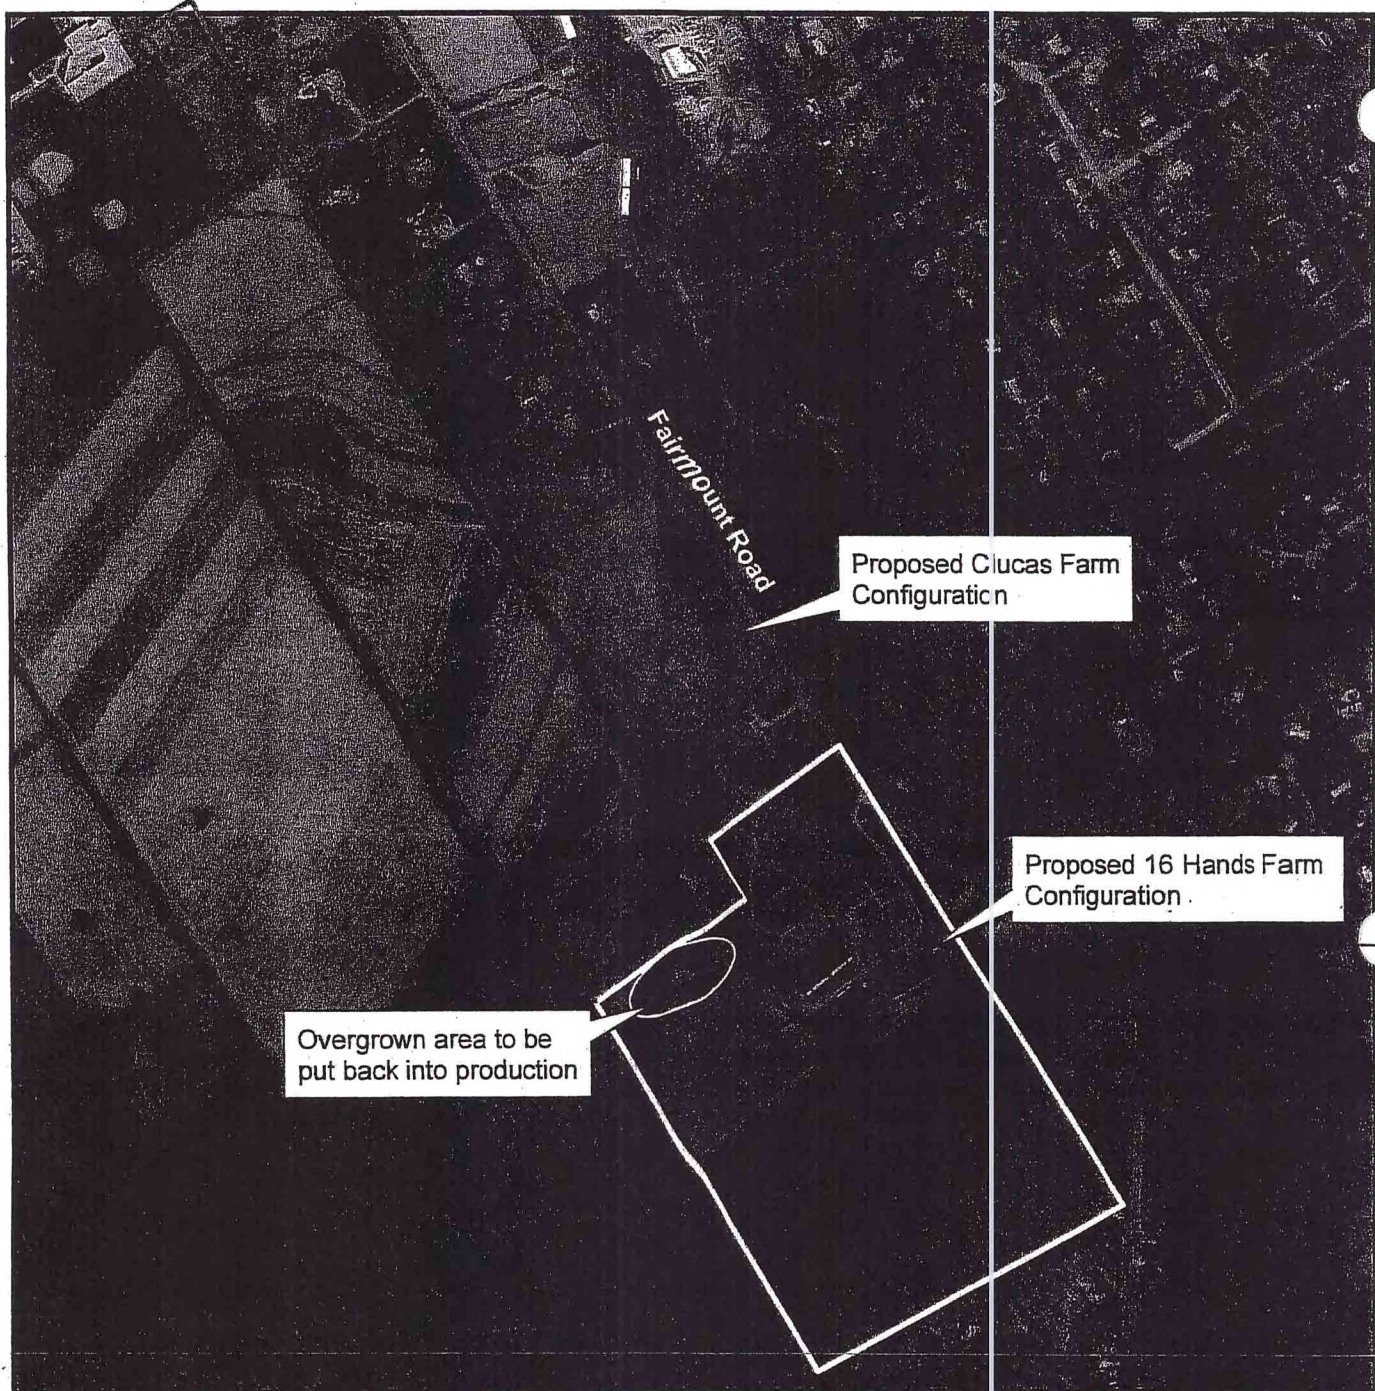 Fairmount Road
Proposed Clucas Farm
Configuration
Proposed 16 Hands Farm
Configuration
Overgrown area to be
put back into production